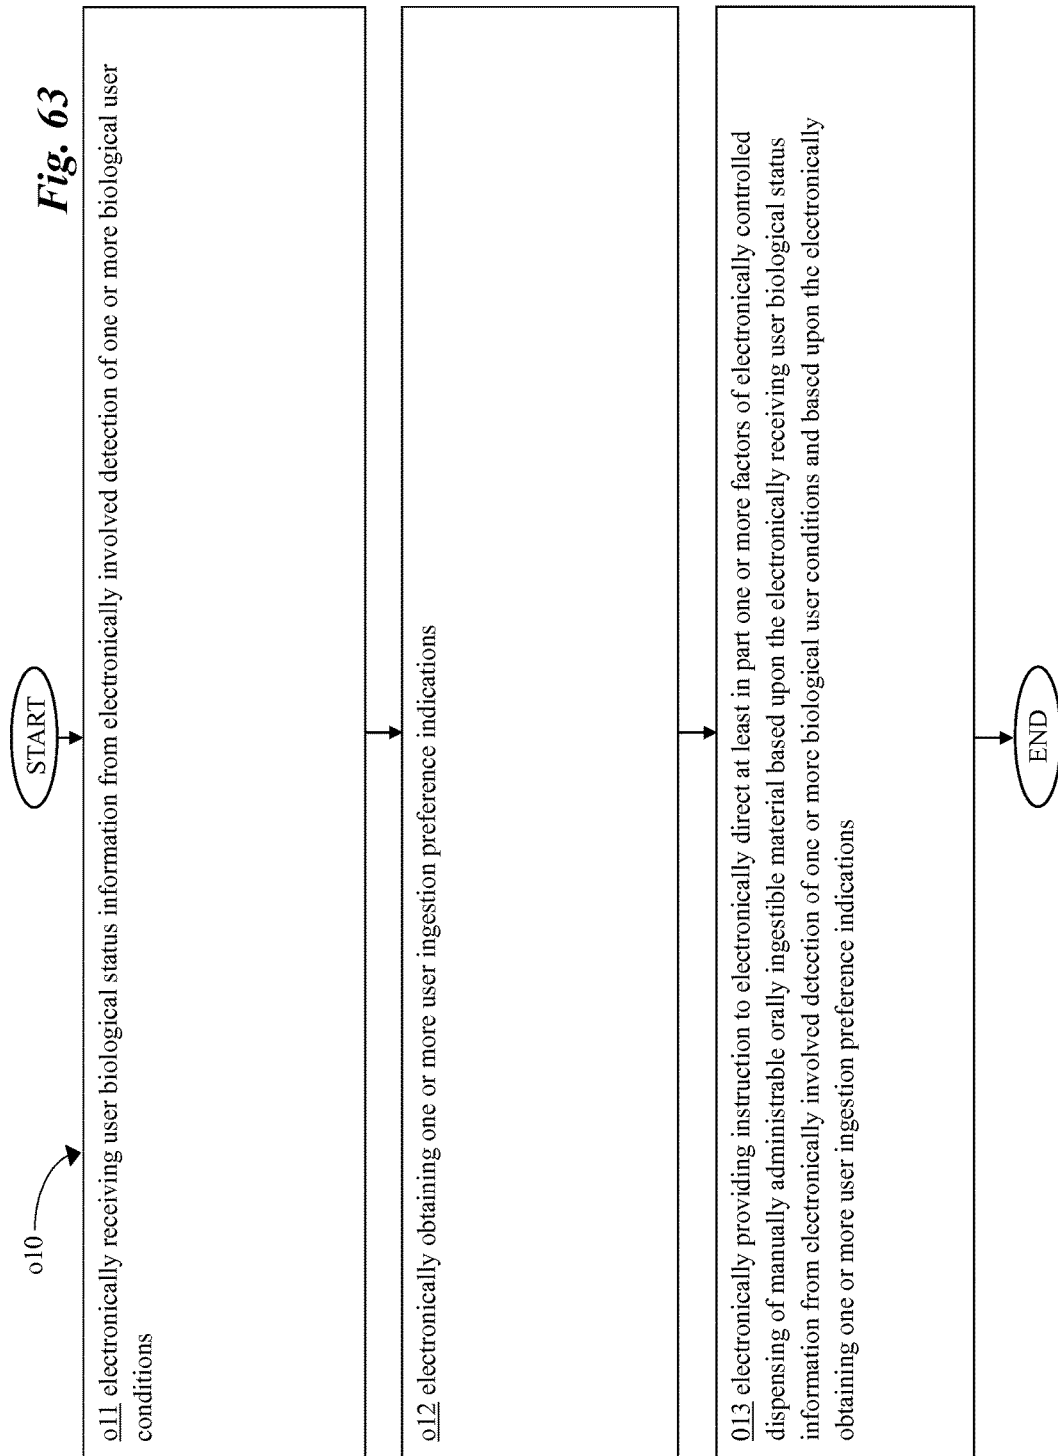 Fig. 63
START
o10
o11 electronically receiving user biological status information from electronically involved detection of one or more biological user
conditions
o12 electronically obtaining one or more user ingestion preference indications
013 electronically providing instruction to electronically direct at least in part one or more factors of electronically controlled
dispensing of manually administrable orally ingestible material based upon the electronically receiving user biological status
information from electronically involved detection of one or more biological user conditions and based upon the electronically
obtaining one or more user ingestion preference indications
END